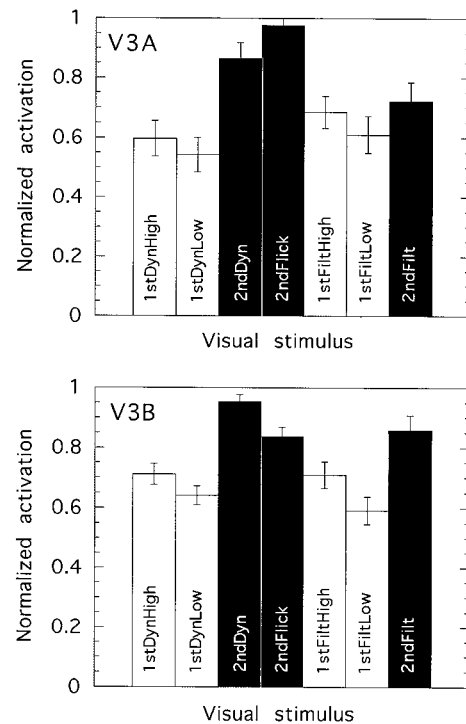 V3A
Normalized activation
1
0.8
0.6
0.4
0.2
0
1stDynHigh
1stDynLow
2ndDyn
2ndFlick
1stFiltHigh
1stFiltLow
2ndFilt
Visual stimulus
V3B
Normalized activation
1
0.8
0.6
0.4
0.2
0
1stDynHigh
1stDynLow
2ndDyn
2ndFlick
1stFiltHigh
1stFiltLow
2ndFilt
Visual stimulus